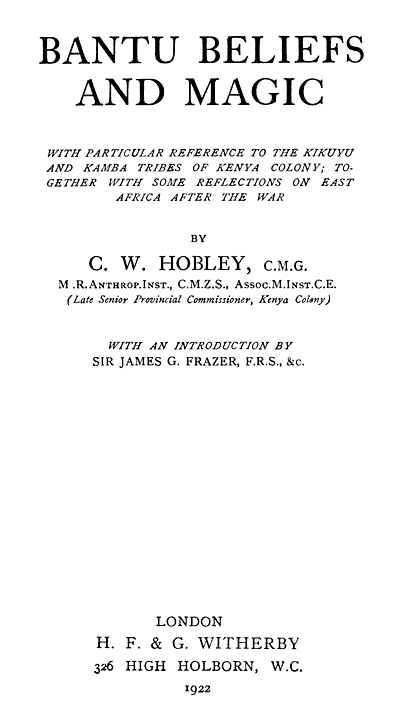 BANTU BELIEFS
AND MAGIC
WITH PARTICULAR REFERENCE TO THE KIKUYU
AND KAMBA TRIBES OF KENYA COLONY; TO-
GETHER WITH SOME REFLECTIONS ON EAST
AFRICA AFTER THE WAR
BY
C. W. HOBLEY, C.M.G.
M .R.ANTHROP.INST., C.M.Z.S., ASSOC.M.INST.C.E.
(Late Senior Provincial Commissioner, Kenya Colony)
WITH AN INTRODUCTION BY
SIR JAMES G. FRAZER, F.R.S., &C.
LONDON
H. F. & G. WITHERBY
326 HIGH HOLBORN, W.C.
1922